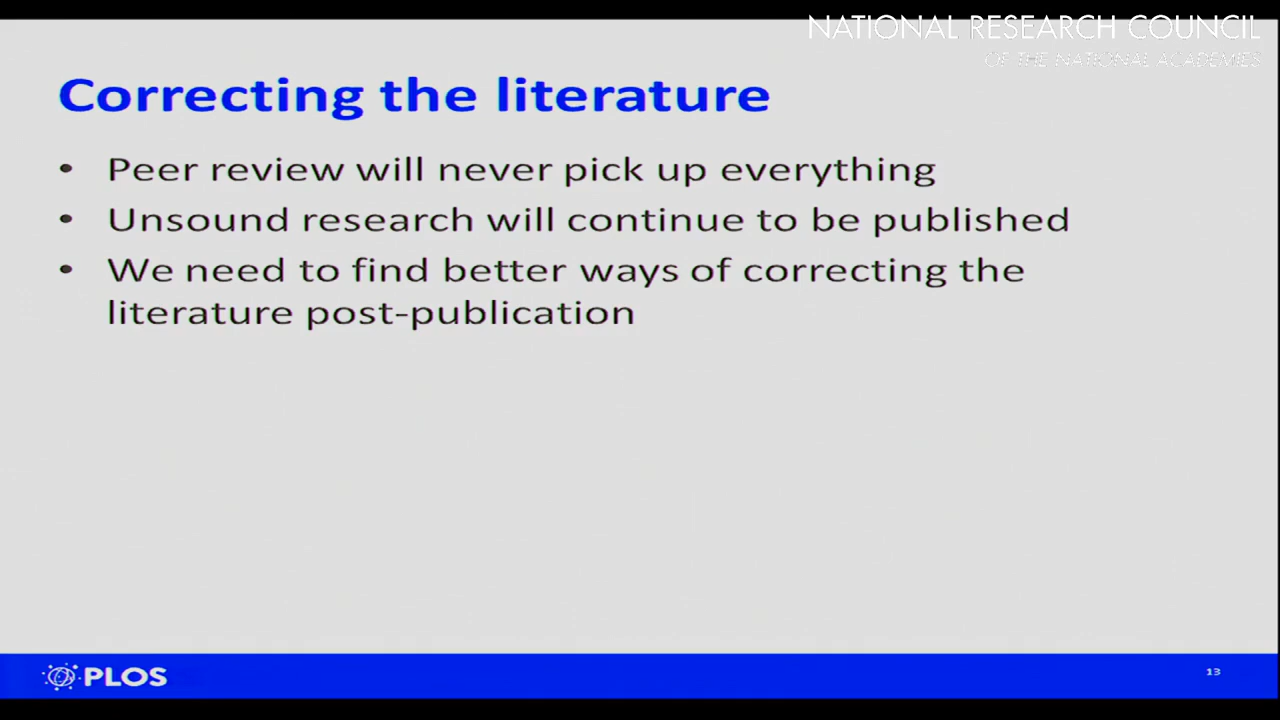 NATIONAL RESEARCH COUNCIL
OF THE NATIONAL ACADEMIES
Correcting the literature
• Peer review will never pick up everything
• Unsound research will continue to be published
• We need to find better ways of correcting the
literature post-publication
PLOS
13